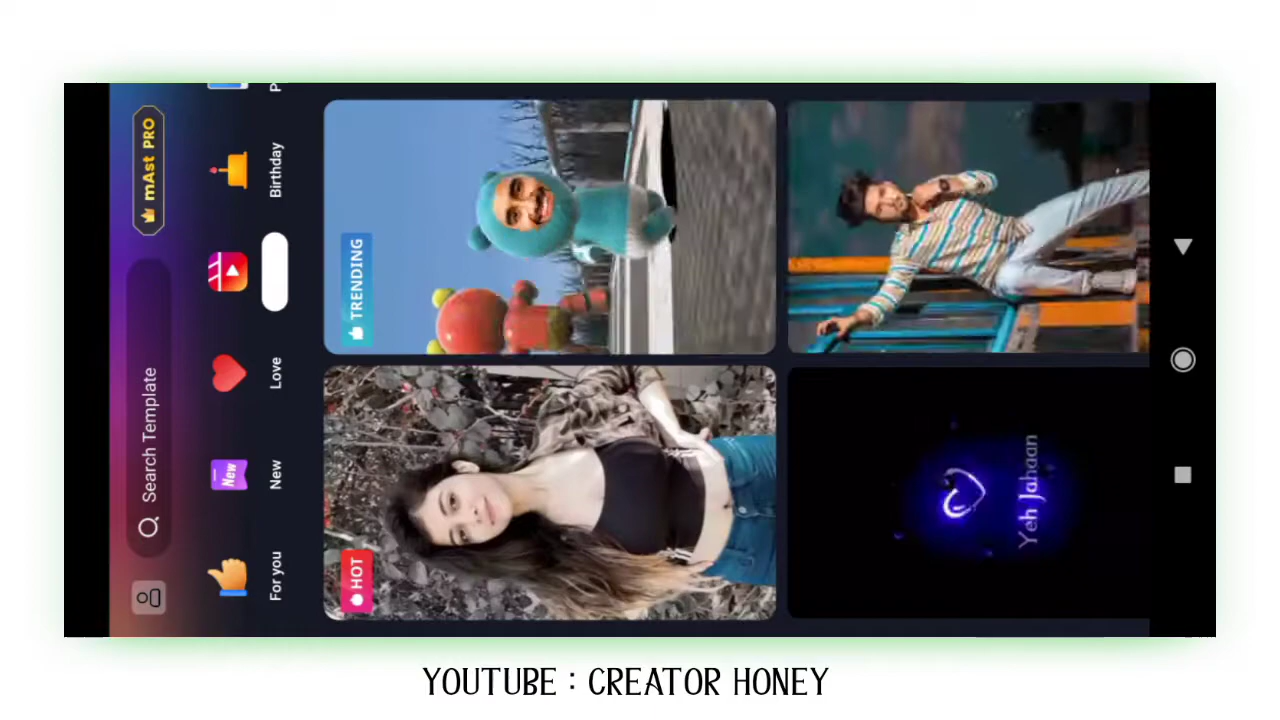 mAst PRO
Search Template
For you
New
New
Love
Birthday
HOT
TRENDING
Yeh Jahaan
YOUTUBE : CREATOR HONEY